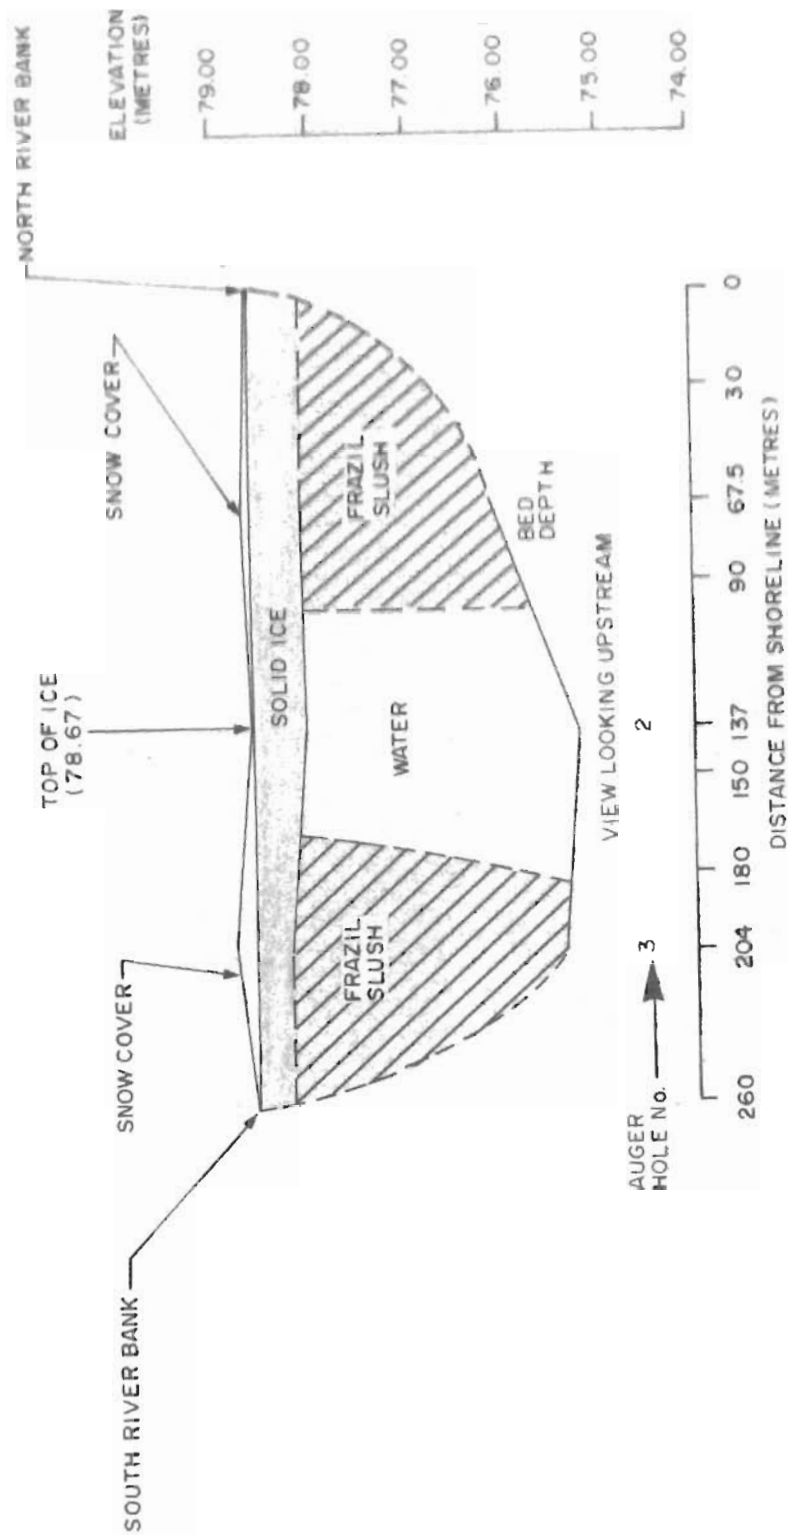 NORTH RIVER BANK
ELEVATION
(METRES)
79.00
78.00
77.00
76.00
75.00
74.00
SNOW COVER
TOP OF ICE
(78.67)
SNOW COVER
SOUTH RIVER BANK
SOLID ICE
FRAZIL
SLUSH
WATER
FRAZIL
SLUSH
BED
DEPTH
VIEW LOOKING UPSTREAM
AUGER
HOLE No.
3
2
260
204
180
150
137
90
67.5
30
0
DISTANCE FROM SHORELINE (METRES)